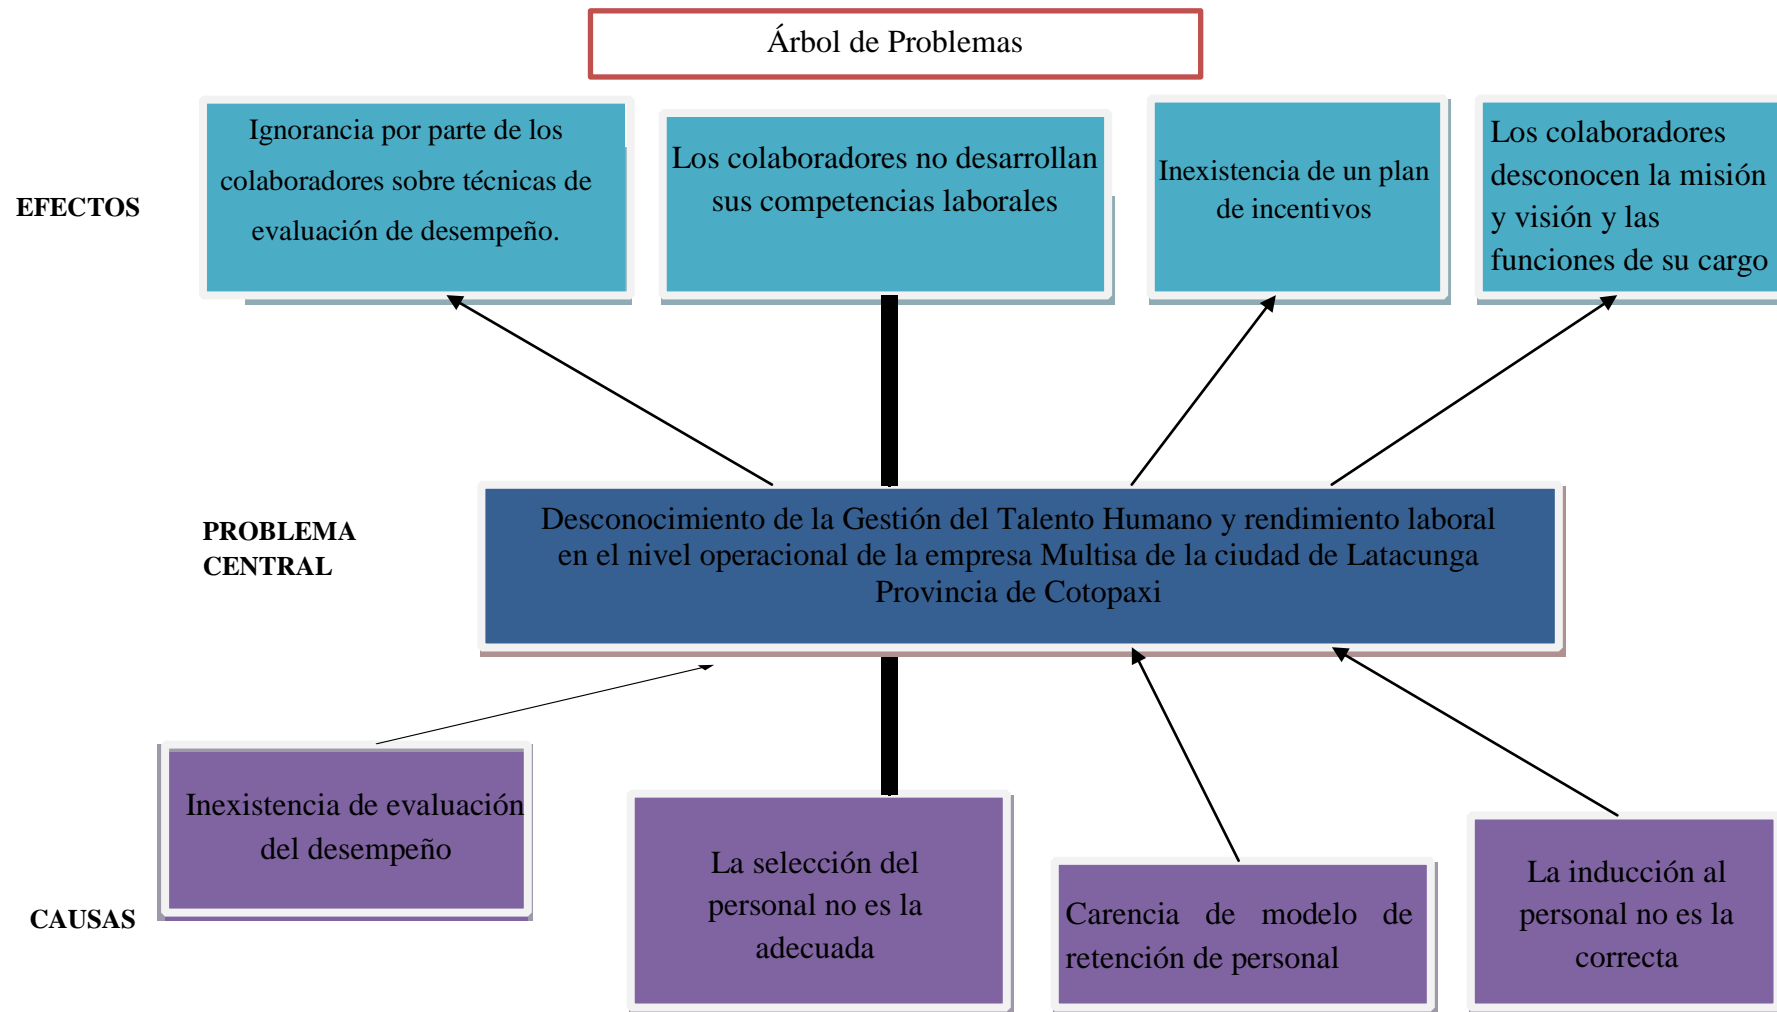 Árbol de Problemas
EFECTOS
Ignorancia por parte de los
colaboradores sobre técnicas de
evaluación de desempeño.
Los colaboradores no desarrollan
sus competencias laborales
Inexistencia de un plan
de incentivos
Los colaboradores
desconocen la misión
y visión y las
funciones de su cargo
PROBLEMA
CENTRAL
Desconocimiento de la Gestión del Talento Humano y rendimiento laboral
en el nivel operacional de la empresa Multisa de la ciudad de Latacunga
Provincia de Cotopaxi
CAUSAS
Inexistencia de evaluación
del desempeño
La selección del
personal no es la
adecuada
Carencia de modelo de
retención de personal
La inducción al
personal no es la
correcta